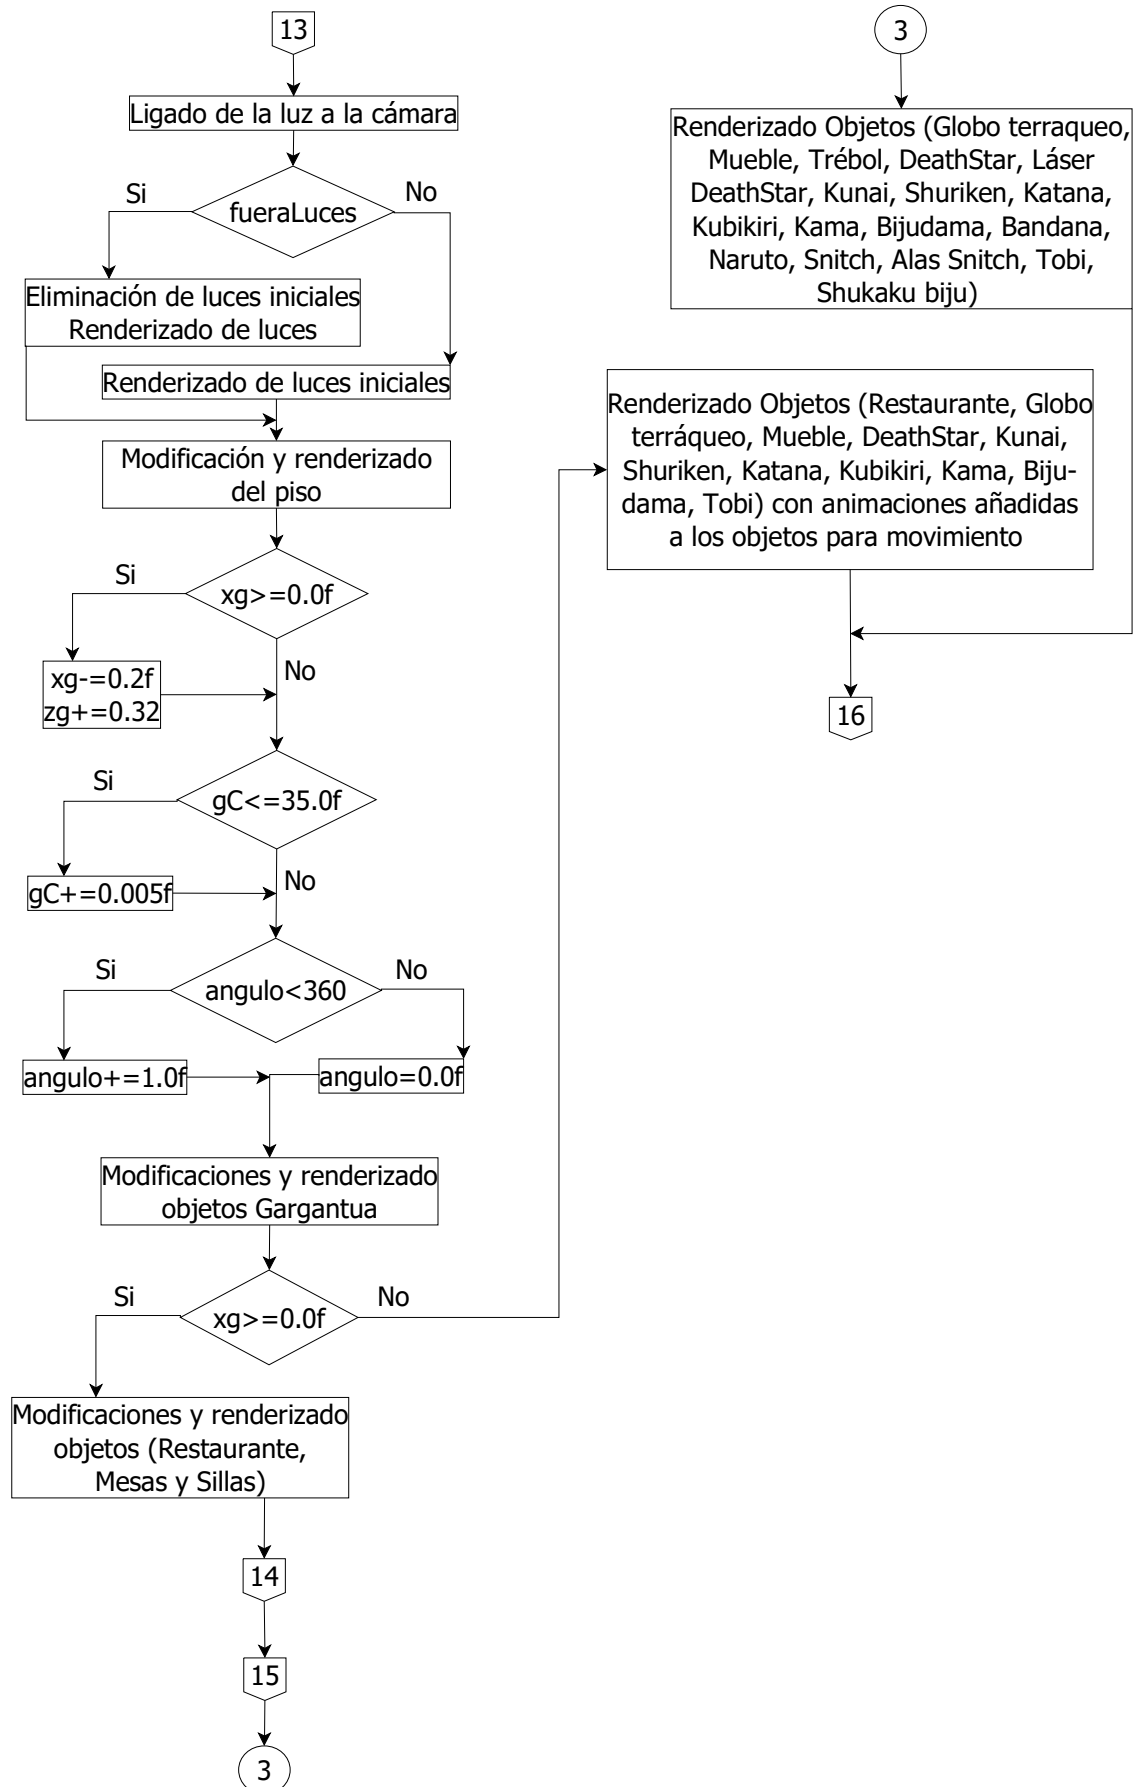 13
Ligado de la luz a la cámara
Si
fueraLuces
No
Eliminación de luces iniciales
Renderizado de luces
Renderizado de luces iniciales
Modificación y renderizado
del piso
Si
xg>=0.0f
No
xg-=0.2f
zg+=0.32
Si
gC<=35.0f
No
gC+=0.005f
Si
angulo<360
No
angulo+=1.0f
angulo=0.0f
Modificaciones y renderizado
objetos Gargantua
Si
xg>=0.0f
No
Modificaciones y renderizado
objetos (Restaurante,
Mesas y Sillas)
14
15
3
3
Renderizado Objetos (Globo terraqueo,
Mueble, Trébol, DeathStar, Láser
DeathStar, Kunai, Shuriken, Katana,
Kubikiri, Kama, Bijudama, Bandana,
Naruto, Snitch, Alas Snitch, Tobi,
Shukaku biju)
Renderizado Objetos (Restaurante, Globo
terráqueo, Mueble, DeathStar, Kunai,
Shuriken, Katana, Kubikiri, Kama, Biju-
dama, Tobi) con animaciones añadidas
a los objetos para movimiento
16